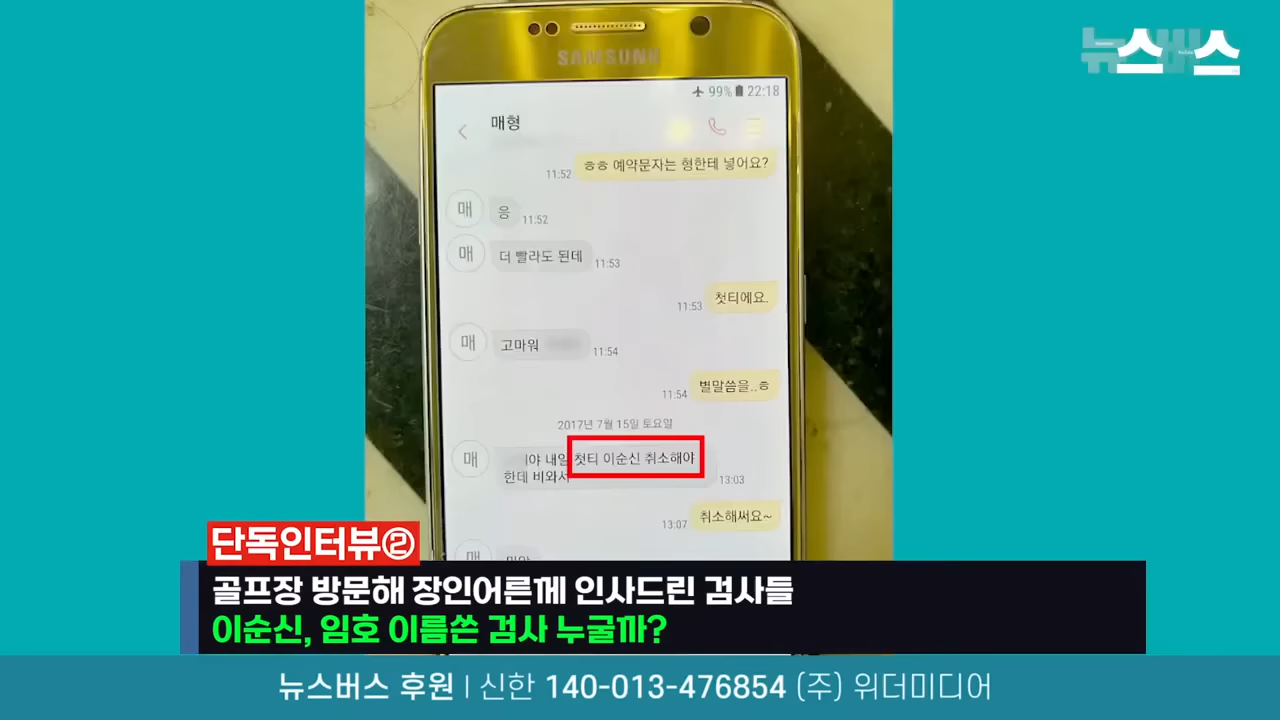 뉴스버스
SAMSUNG
99% 22:18
매형
ㅎㅎ 예약문자는 형한테 넣어요?
11:52
매
응
11:52
매
더 빨라도 된데
11:53
첫티에요.
11:53
매
고마워
11:54
별말씀을..ㅎ
11:54
2017년 7월 15일 토요일
매
야 내일 첫티 이순신 취소해야
한데 비와서
13:03
취소해써요~
13:07
매
단독인터뷰②
골프장 방문해 장인어른께 인사드린 검사들
이순신, 임호 이름쓴 검사 누굴까?
뉴스버스 후원 | 신한 140-013-476854 (주) 위더미디어